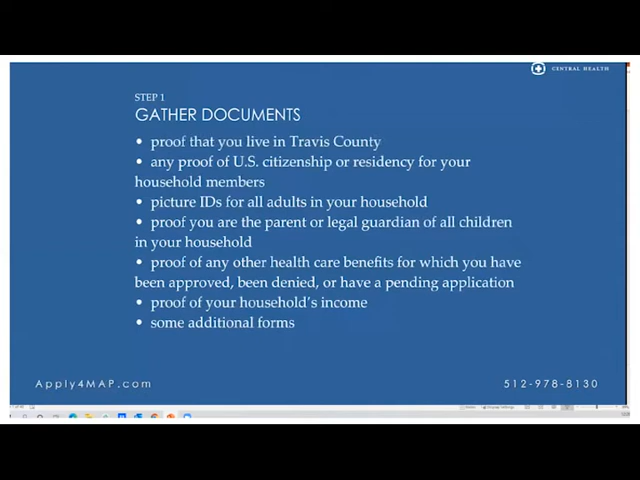 CENTRAL HEALTH
STEP 1
GATHER DOCUMENTS
• proof that you live in Travis County
• any proof of U.S. citizenship or residency for your
household members
• picture IDs for all adults in your household
• proof you are the parent or legal guardian of all children
in your household
• proof of any other health care benefits for which you have
been approved, been denied, or have a pending application
• proof of your household's income
• some additional forms
Apply4MAP.com
512-978-8130